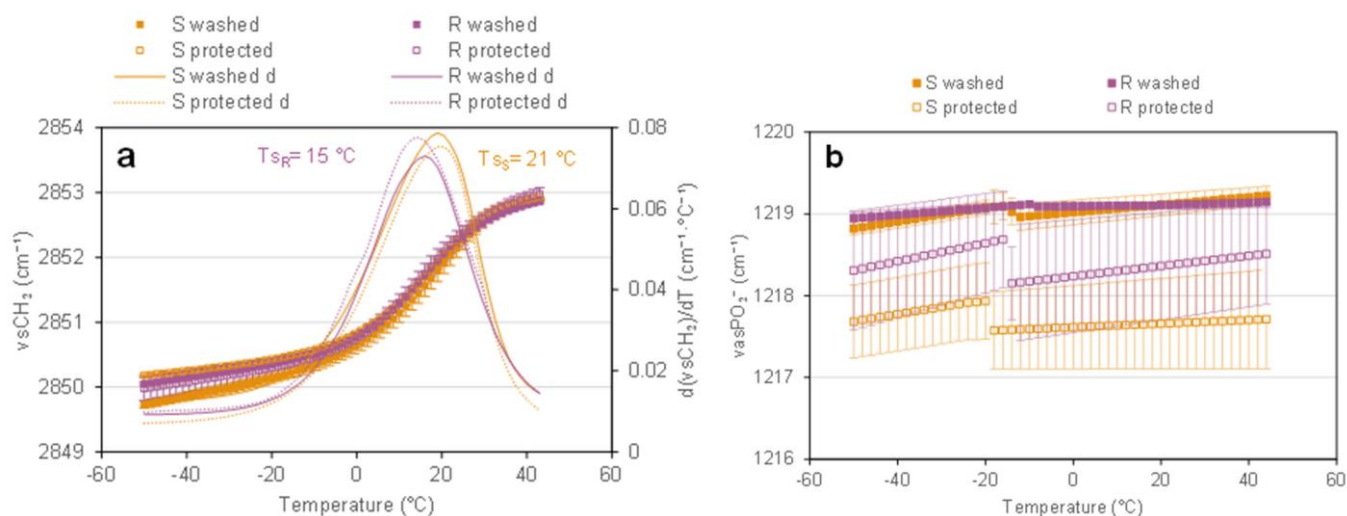 S washed R washed
S protected R protected
S washed d R washed d
S protected d R protected d
a
Ts_R= 15 °C
Ts_S= 21 °C
2854
2853
2852
2851
2850
2849
νsCH₂ (cm⁻¹)
0.08
0.06
0.04
0.02
0
d(νsCH₂)/dT (cm⁻¹·°C⁻¹)
-60 -40 -20 0 20 40 60
Temperature (°C)
S washed R washed
S protected R protected
b
1220
1219
1218
1217
1216
νasPO₂⁻ (cm⁻¹)
-60 -40 -20 0 20 40 60
Temperature (°C)